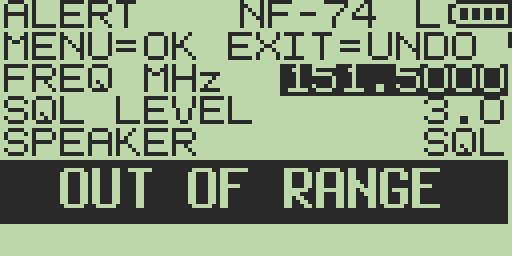 ALERT NF-74 L
MENU=OK EXIT=UNDO
FREQ MHz 151.5000
SQL LEVEL 3.0
SPEAKER SQL
OUT OF RANGE